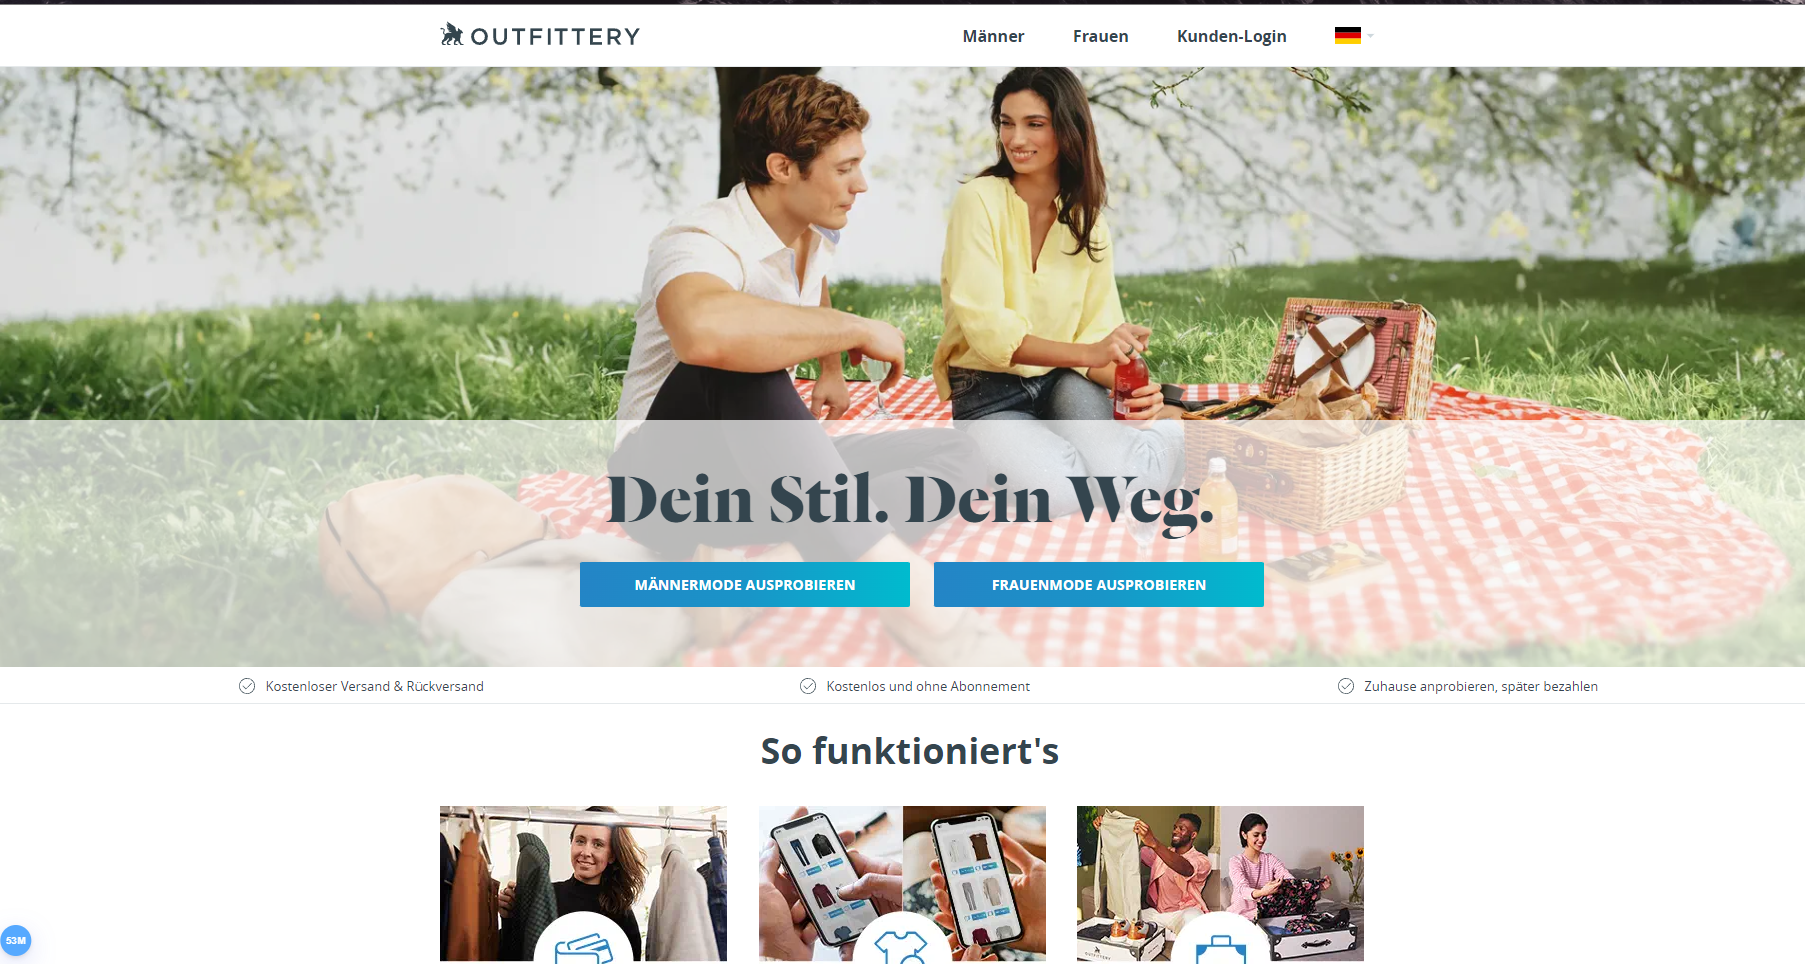 OUTFITTERY
Männer
Frauen
Kunden-Login
Dein Stil. Dein Weg.
MÄNNERMODE AUSPROBIEREN
FRAUENMODE AUSPROBIEREN
Kostenloser Versand & Rückversand
Kostenlos und ohne Abonnement
Zuhause anprobieren, später bezahlen
So funktioniert's
OUTFITTERY
53M